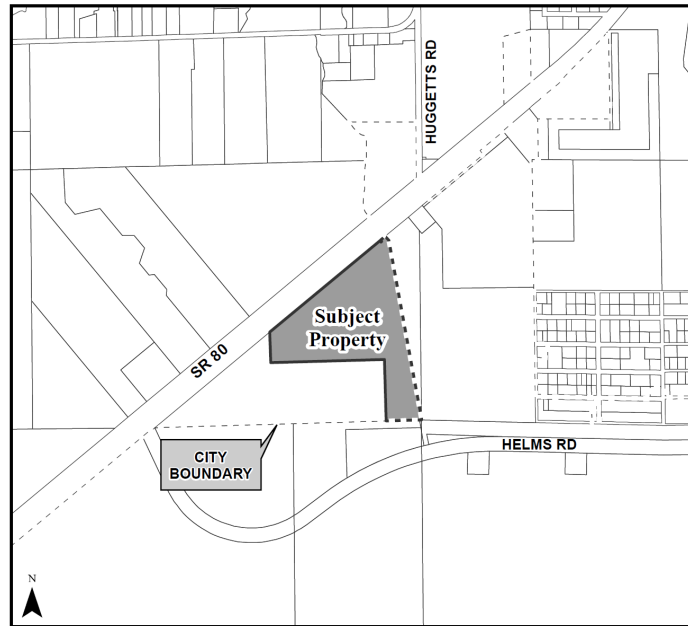 HUGGETTS RD
Subject
Property
SR 80
CITY
BOUNDARY
HELMS RD
N